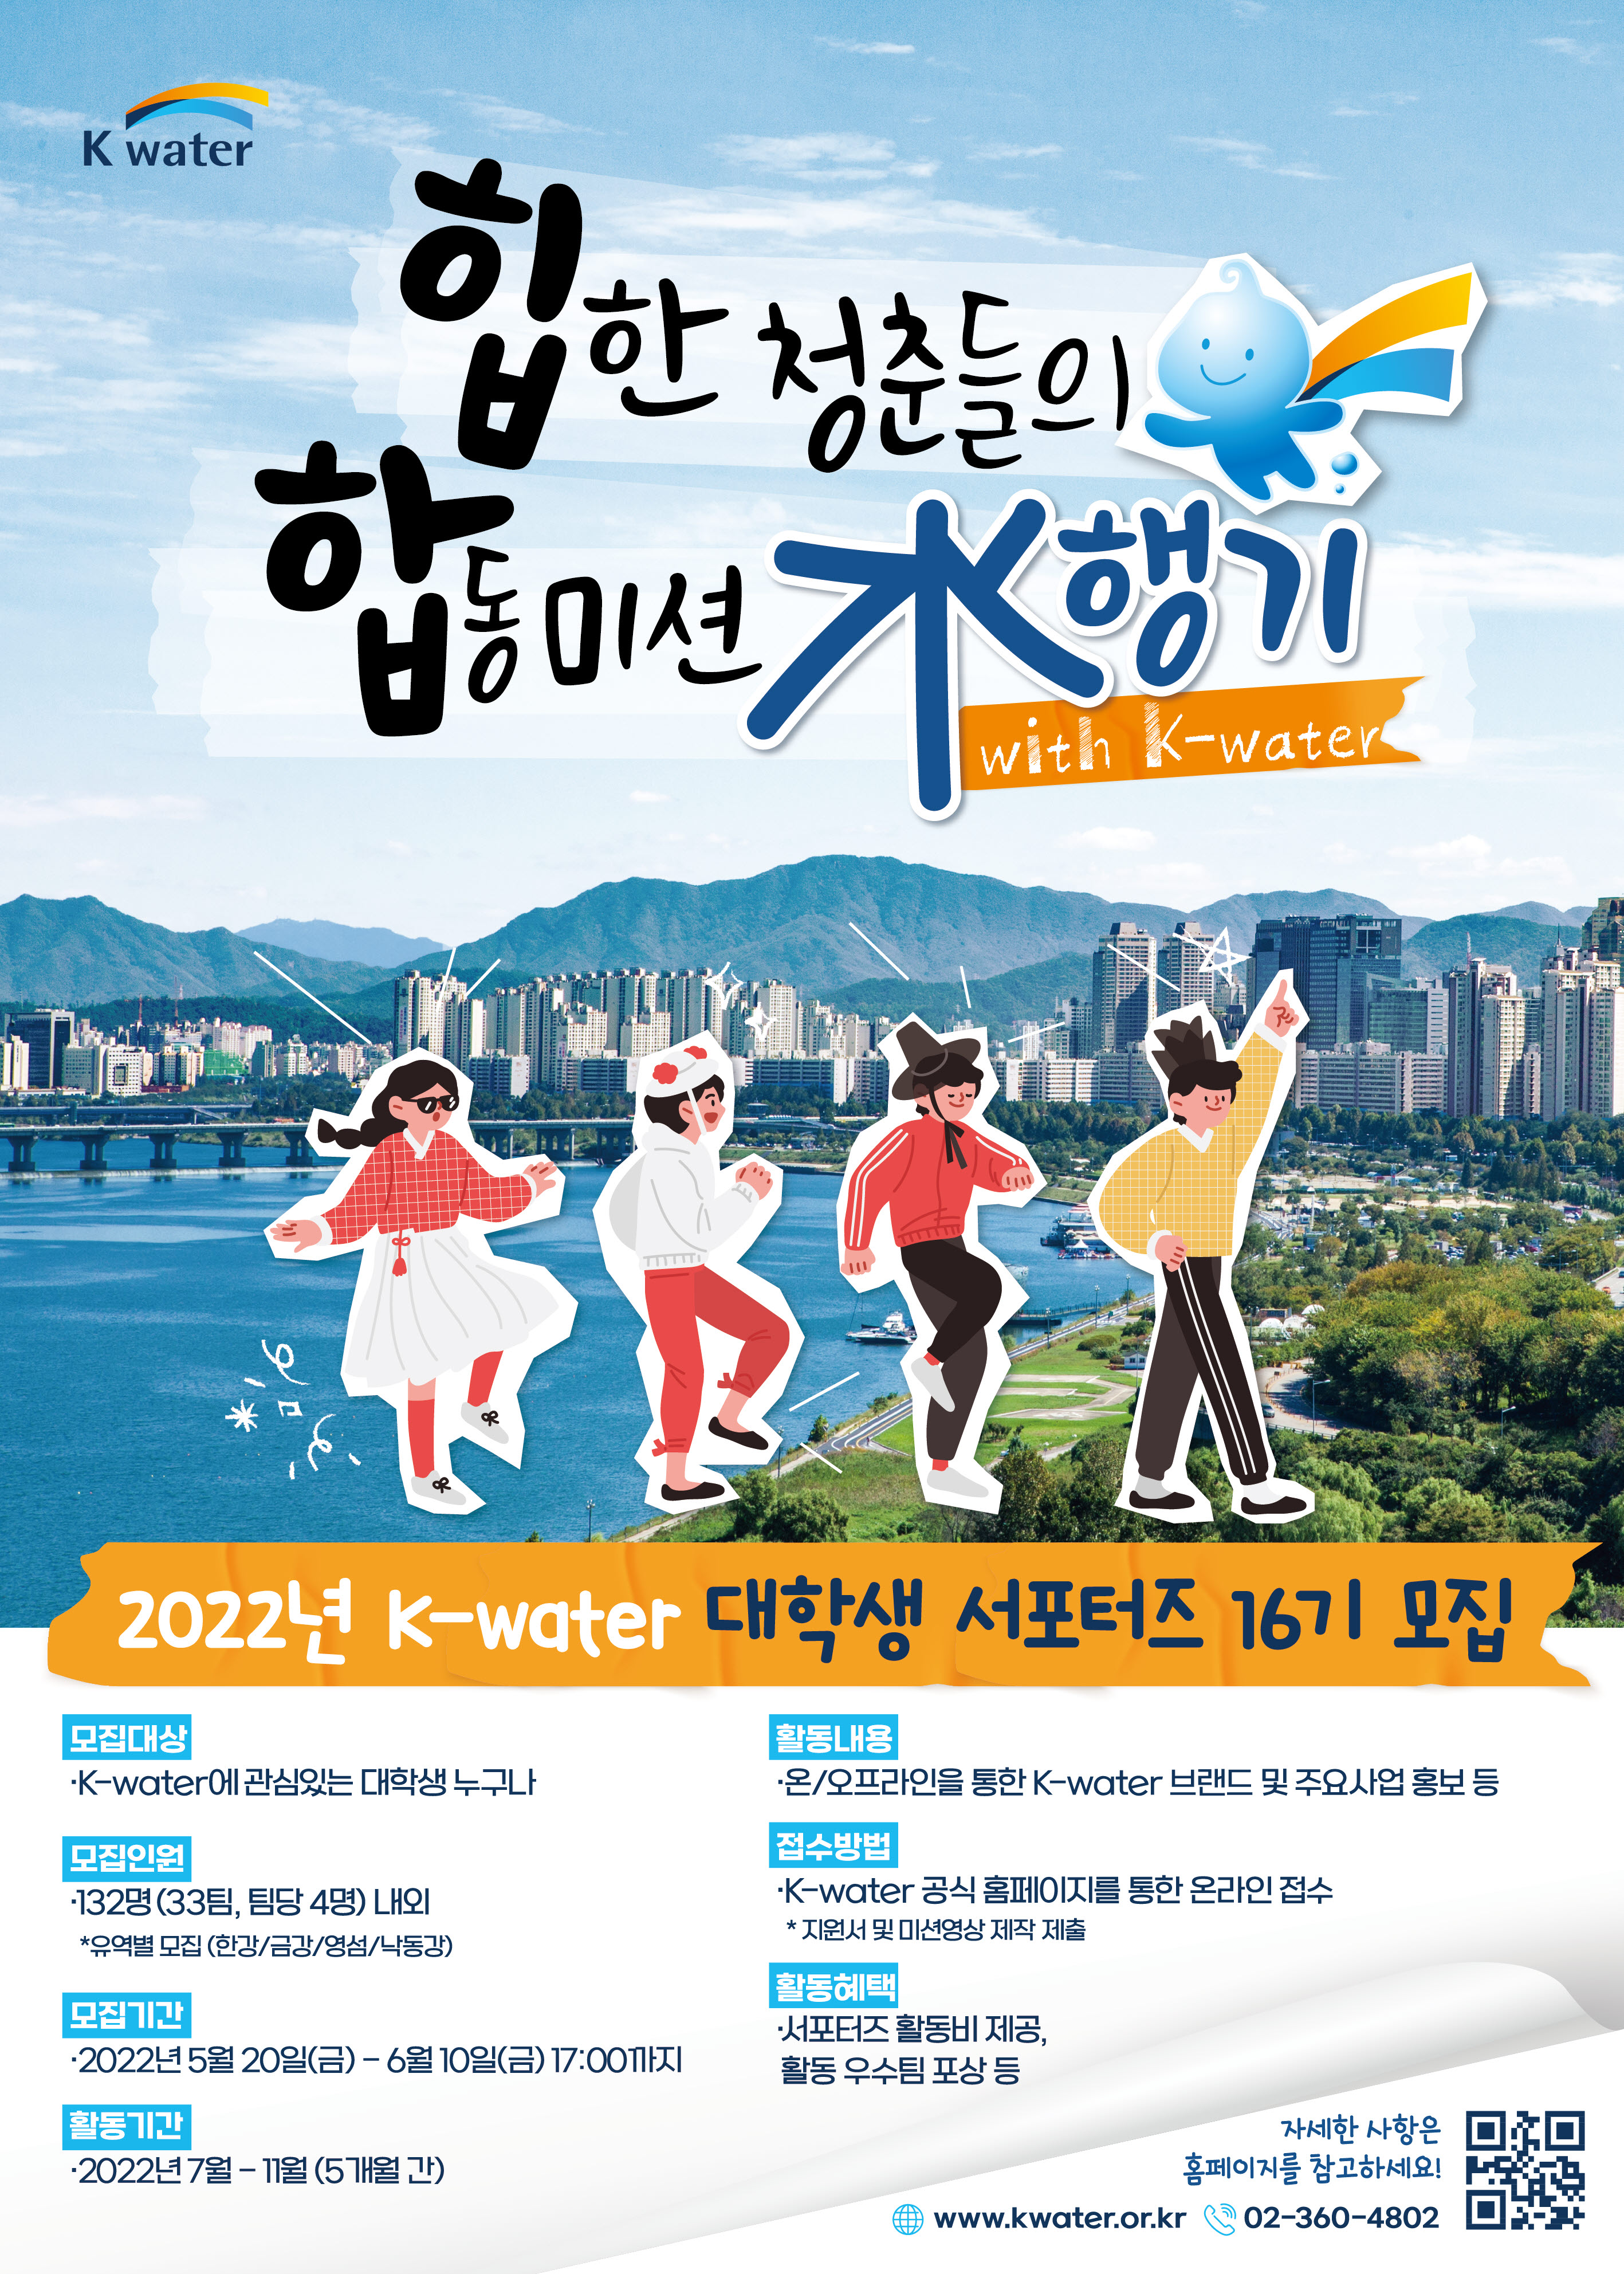 K water
힙한 청춘들의
합동미션 水행기
with K-water
2022년 K-water 대학생 서포터즈 16기 모집
모집대상
·K-water에 관심있는 대학생 누구나
모집인원
·132명 (33팀, 팀당 4명) 내외
*유역별 모집 (한강/금강/영섬/낙동강)
모집기간
·2022년 5월 20일(금) – 6월 10일(금) 17:00까지
활동기간
·2022년 7월 – 11월 (5개월 간)
활동내용
·온/오프라인을 통한 K-water 브랜드 및 주요사업 홍보 등
접수방법
·K-water 공식 홈페이지를 통한 온라인 접수
* 지원서 및 미션영상 제작 제출
활동혜택
·서포터즈 활동비 제공,
활동 우수팀 포상 등
자세한 사항은
홈페이지를 참고하세요!
www.kwater.or.kr 02-360-4802